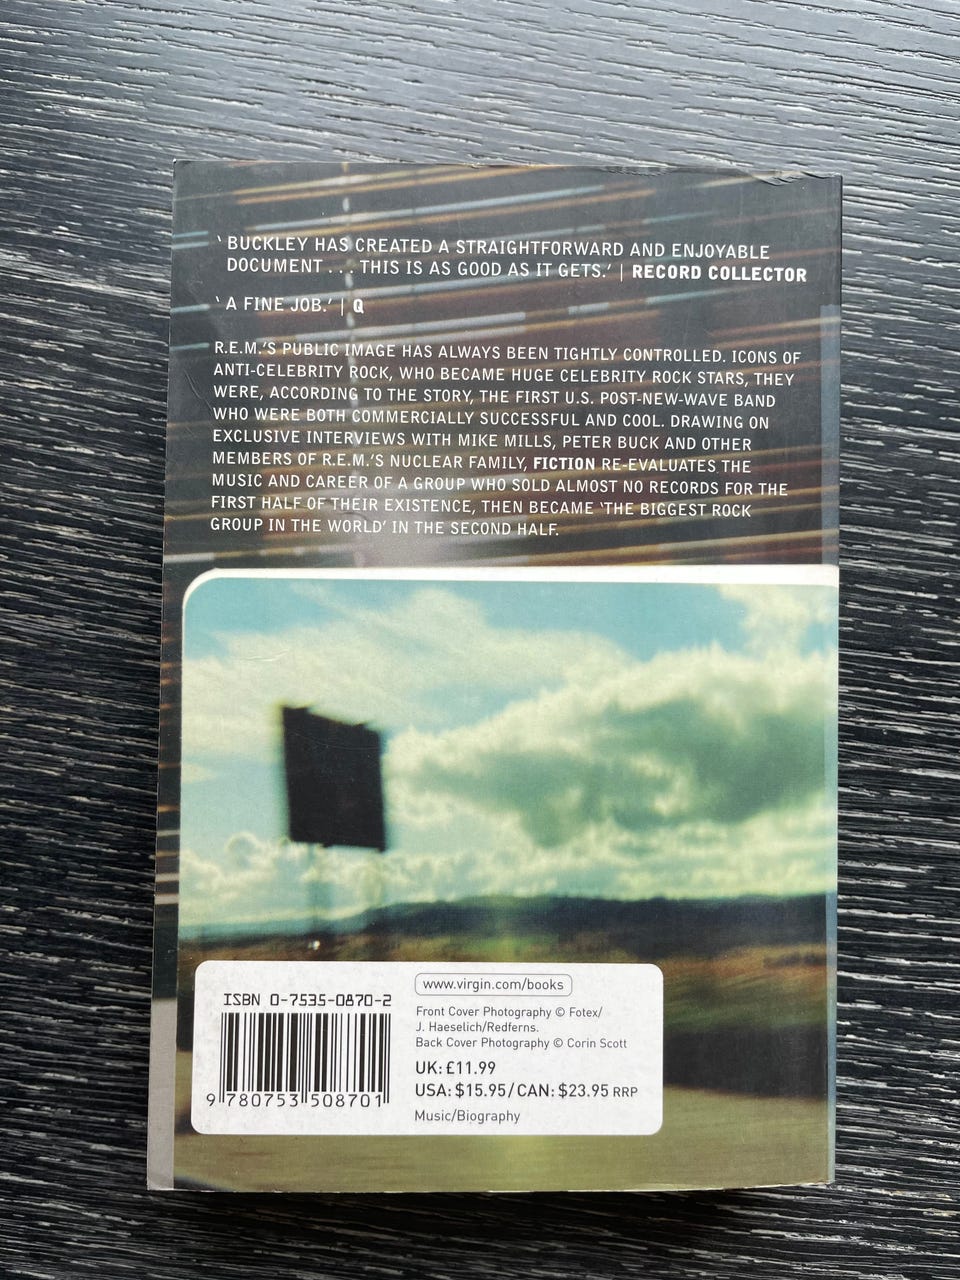 ‘BUCKLEY HAS CREATED A STRAIGHTFORWARD AND ENJOYABLE
DOCUMENT . . . THIS IS AS GOOD AS IT GETS.’ | RECORD COLLECTOR
‘A FINE JOB.’ | Q
R.E.M.’S PUBLIC IMAGE HAS ALWAYS BEEN TIGHTLY CONTROLLED. ICONS OF
ANTI-CELEBRITY ROCK, WHO BECAME HUGE CELEBRITY ROCK STARS, THEY
WERE, ACCORDING TO THE STORY, THE FIRST U.S. POST-NEW-WAVE BAND
WHO WERE BOTH COMMERCIALLY SUCCESSFUL AND COOL. DRAWING ON
EXCLUSIVE INTERVIEWS WITH MIKE MILLS, PETER BUCK AND OTHER
MEMBERS OF R.E.M.’S NUCLEAR FAMILY, FICTION RE-EVALUATES THE
MUSIC AND CAREER OF A GROUP WHO SOLD ALMOST NO RECORDS FOR THE
FIRST HALF OF THEIR EXISTENCE, THEN BECAME ‘THE BIGGEST ROCK
GROUP IN THE WORLD’ IN THE SECOND HALF.
ISBN 0-7535-0870-2
9 780753 508701
www.virgin.com/books
Front Cover Photography © Fotex/
J. Haeselich/Redferns.
Back Cover Photography © Corin Scott
UK: £11.99
USA: $15.95/CAN: $23.95 RRP
Music/Biography